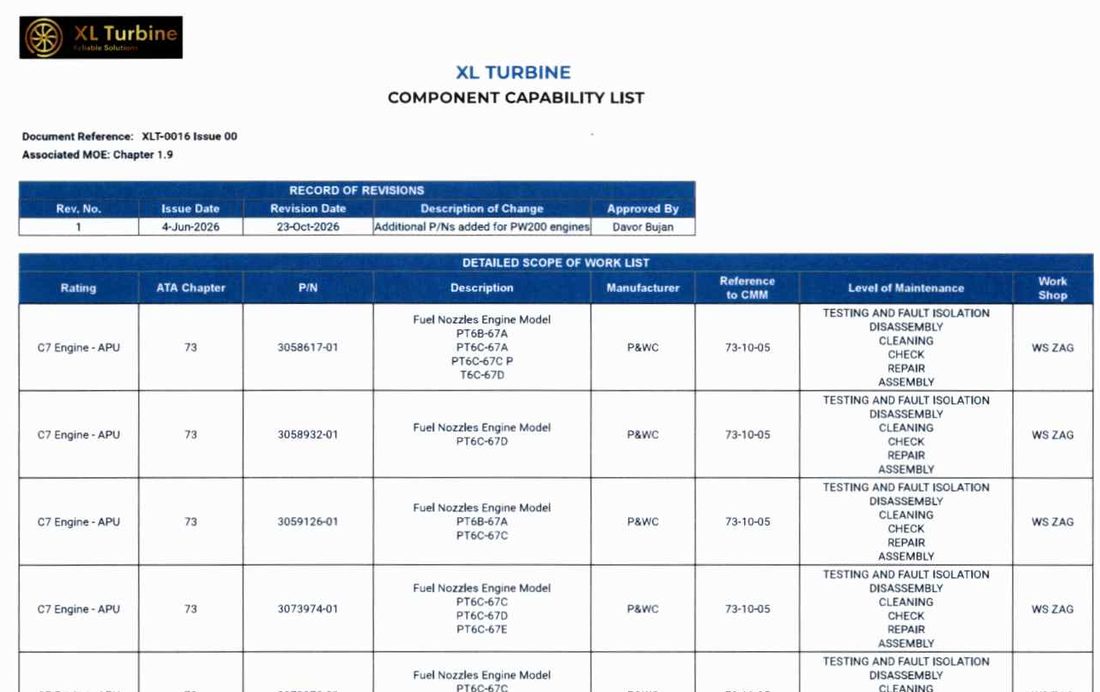 XL Turbine
Reliable Solutions
XL TURBINE
COMPONENT CAPABILITY LIST
Document Reference: XLT-0016 Issue 00
Associated MOE: Chapter 1.9
RECORD OF REVISIONS
Rev. No. Issue Date Revision Date Description of Change Approved By
1 4-Jun-2026 23-Oct-2026 Additional P/Ns added for PW200 engines Davor Bujan
DETAILED SCOPE OF WORK LIST
Rating ATA Chapter P/N Description Manufacturer Reference to CMM Level of Maintenance Work Shop
C7 Engine - APU 73 3058617-01
Fuel Nozzles Engine Model
PT6B-67A
PT6C-67A
PT6C-67C P
T6C-67D
P&WC 73-10-05
TESTING AND FAULT ISOLATION
DISASSEMBLY
CLEANING
CHECK
REPAIR
ASSEMBLY
WS ZAG
C7 Engine - APU 73 3058932-01
Fuel Nozzles Engine Model
PT6C-67D
P&WC 73-10-05
TESTING AND FAULT ISOLATION
DISASSEMBLY
CLEANING
CHECK
REPAIR
ASSEMBLY
WS ZAG
C7 Engine - APU 73 3059126-01
Fuel Nozzles Engine Model
PT6B-67A
PT6C-67C
P&WC 73-10-05
TESTING AND FAULT ISOLATION
DISASSEMBLY
CLEANING
CHECK
REPAIR
ASSEMBLY
WS ZAG
C7 Engine - APU 73 3073974-01
Fuel Nozzles Engine Model
PT6C-67C
PT6C-67D
PT6C-67E
P&WC 73-10-05
TESTING AND FAULT ISOLATION
DISASSEMBLY
CLEANING
CHECK
REPAIR
ASSEMBLY
WS ZAG
Fuel Nozzles Engine Model
PT6C-67C
TESTING AND FAULT ISOLATION
DISASSEMBLY
CLEANING